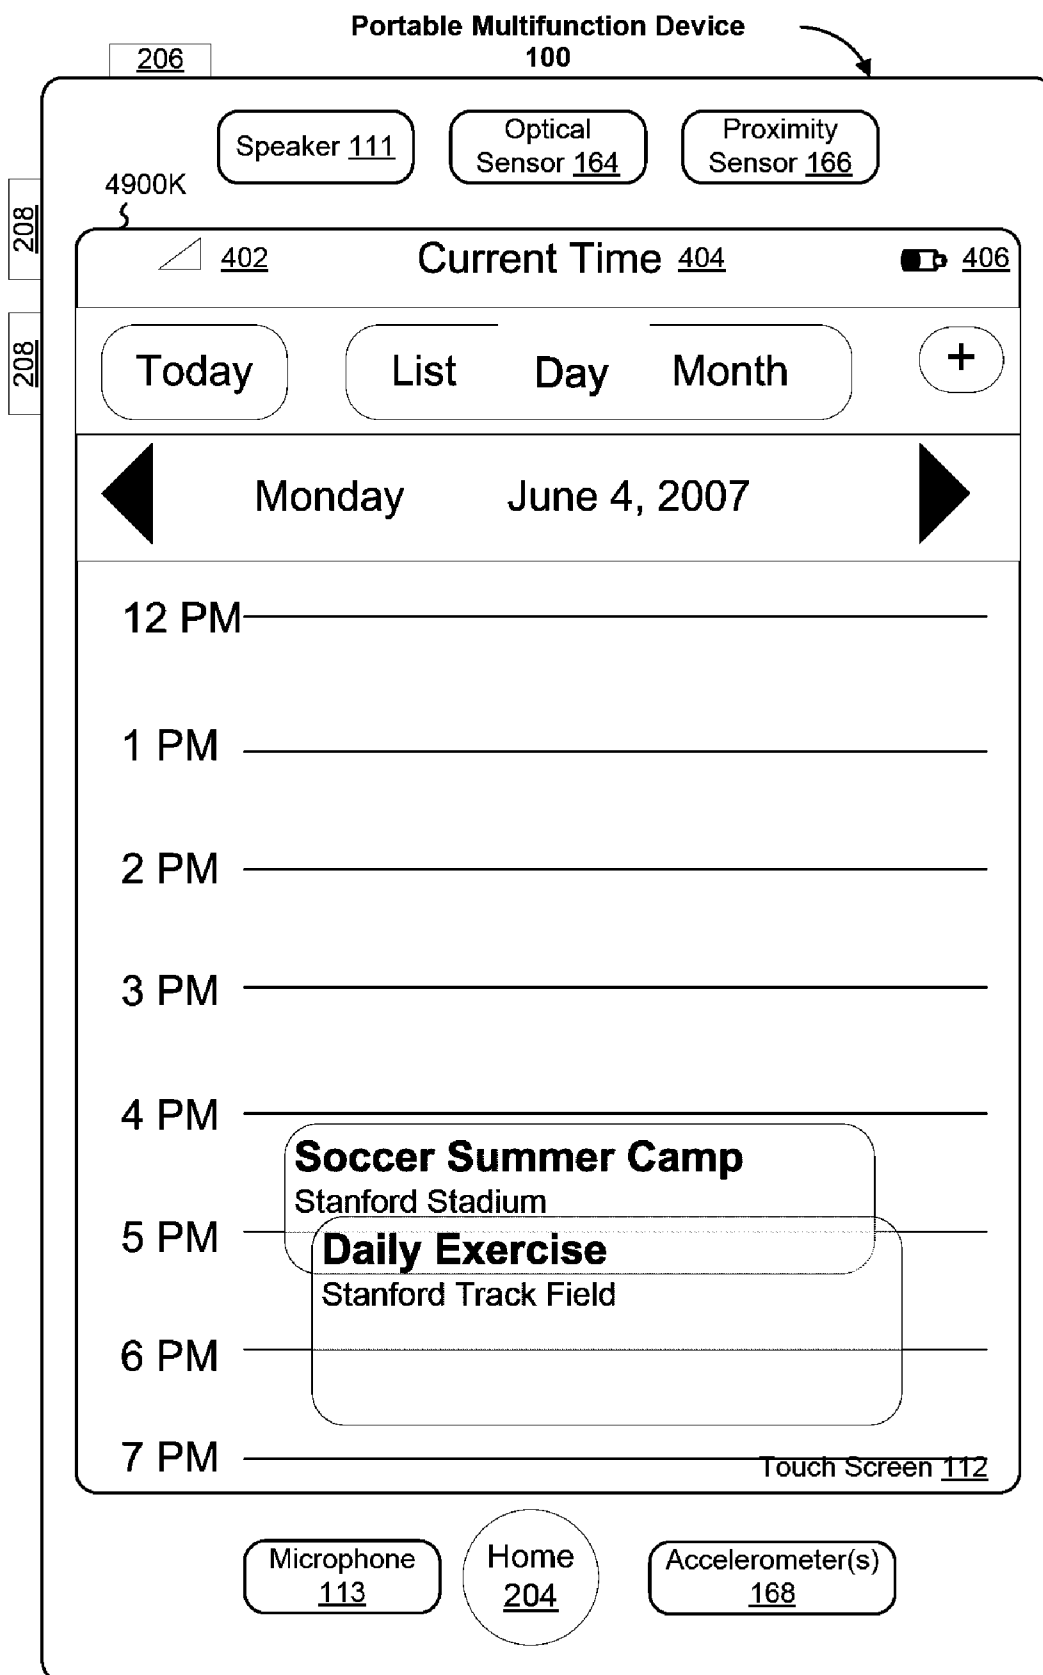 Portable Multifunction Device
100
206
Speaker 111
Optical
Sensor 164
Proximity
Sensor 166
4900K
208
208
402
Current Time 404
406
Today
List
Day
Month
+
Monday
June 4, 2007
12 PM
1 PM
2 PM
3 PM
4 PM
Soccer Summer Camp
Stanford Stadium
5 PM
Daily Exercise
Stanford Track Field
6 PM
7 PM
Touch Screen 112
Microphone
113
Home
204
Accelerometer(s)
168